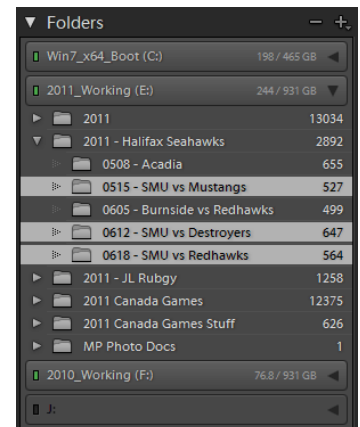 Folders
Win7_x64_Boot (C:) 198 / 465 GB
2011_Working (E:) 244 / 931 GB
2011 13034
2011 - Halifax Seahawks 2892
0508 - Acadia 655
0515 - SMU vs Mustangs 527
0605 - Burnside vs Redhawks 499
0612 - SMU vs Destroyers 647
0618 - SMU vs Redhawks 564
2011 - JL Rubgy 1258
2011 Canada Games 12375
2011 Canada Games Stuff 626
MP Photo Docs 1
2010_Working (F:) 76.8 / 931 GB
J: